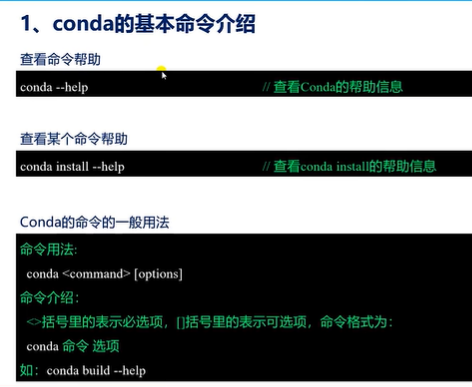 1、conda的基本命令介绍
查看命令帮助
conda --help // 查看Conda的帮助信息
查看某个命令帮助
conda install --help // 查看conda install的帮助信息
Conda的命令的一般用法
命令用法:
conda <command> [options]
命令介绍：
<>括号里的表示必选项，[]括号里的表示可选项，命令格式为：
conda 命令 选项
如：conda build --help